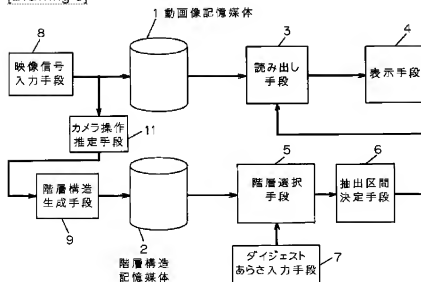 1 動画像記憶媒体
8
映像信号
入力手段
3
読み出し
手段
4
表示手段
カメラ操作
推定手段
11
階層構造
生成手段
9
2
階層構造
記憶媒体
5
階層選択
手段
6
抽出区間
決定手段
ダイジェスト
あらさ入力手段
7